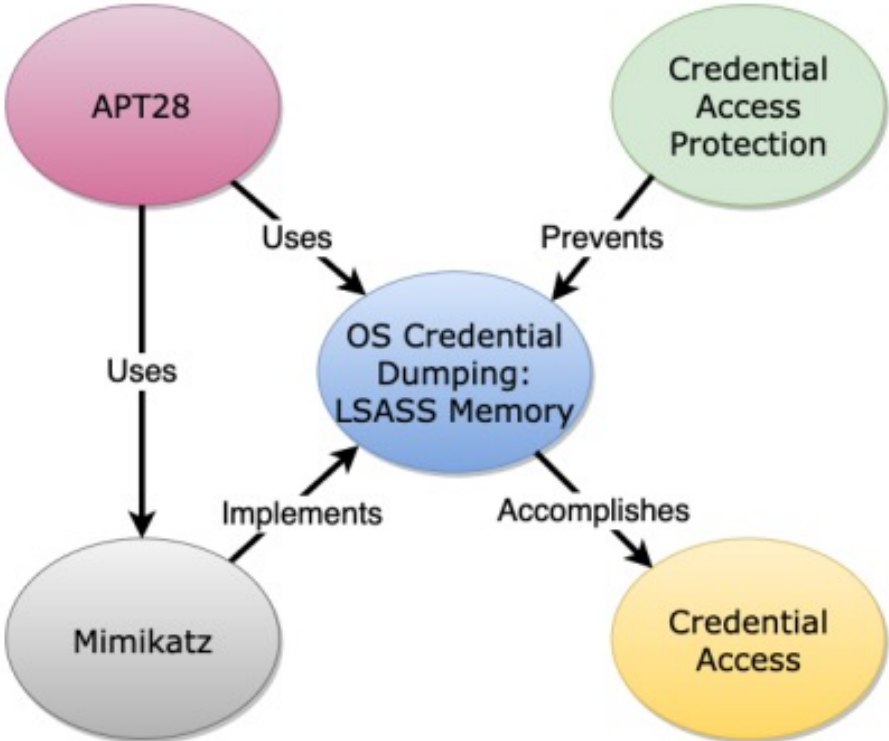 APT28
Credential
Access
Protection
Uses
Prevents
OS Credential
Dumping:
LSASS Memory
Uses
Implements
Accomplishes
Mimikatz
Credential
Access